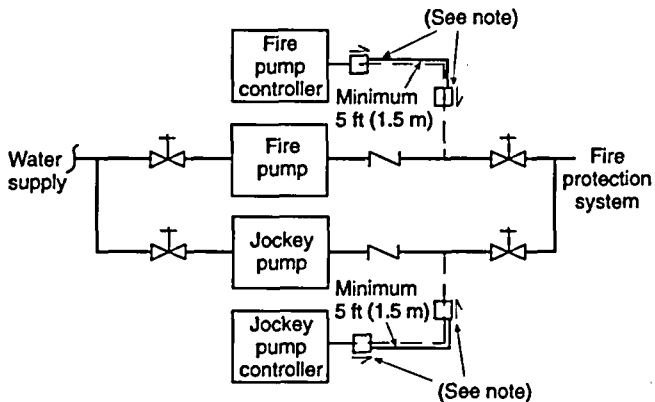 (See note)
Fire
pump
controller
Minimum
5 ft (1.5 m)
Water
supply
Fire
pump
Fire
protection
system
Jockey
pump
Minimum
5 ft (1.5 m)
Jockey
pump
controller
(See note)